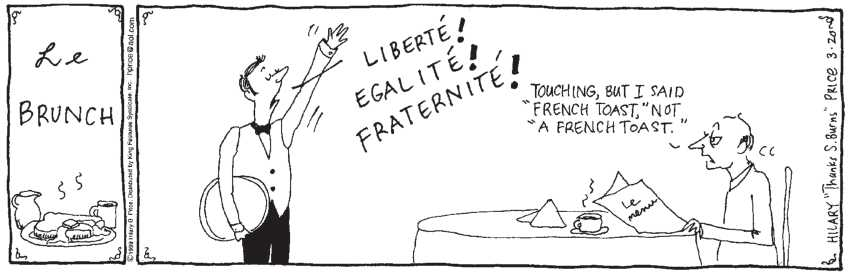 Le
BRUNCH
© 1999 Hilary B. Price. Distributed by King Features Syndicate, Inc. hprice@aol.com
LIBERTÉ!
EGALITÉ!
FRATERNITÉ!
TOUCHING, BUT I SAID
"FRENCH TOAST," NOT
"A FRENCH TOAST."
Le
menu
HILARY "Thanks S. Burns" PRICE 3·20